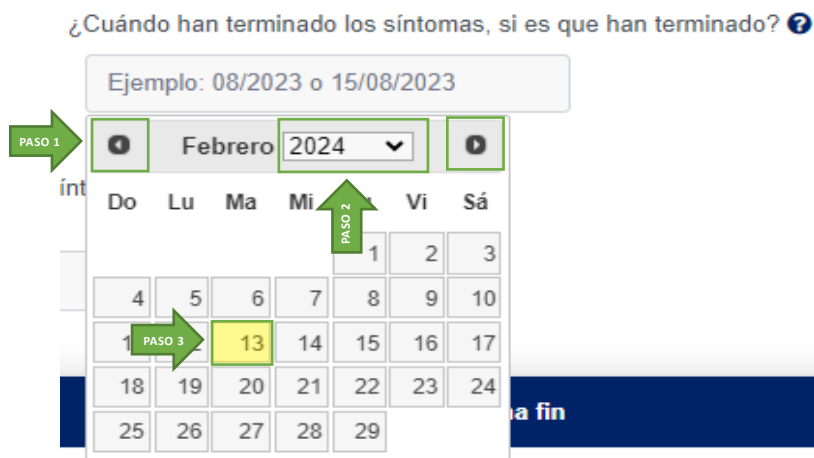 ¿Cuándo han terminado los síntomas, si es que han terminado? ?
Ejemplo: 08/2023 o 15/08/2023
PASO 1 Febrero 2024
ínt
Do Lu Ma Mi Vi Sá
PASO 2
1 2 3
4 5 6 7 8 9 10
PASO 3 13 14 15 16 17
18 19 20 21 22 23 24
a fin
25 26 27 28 29